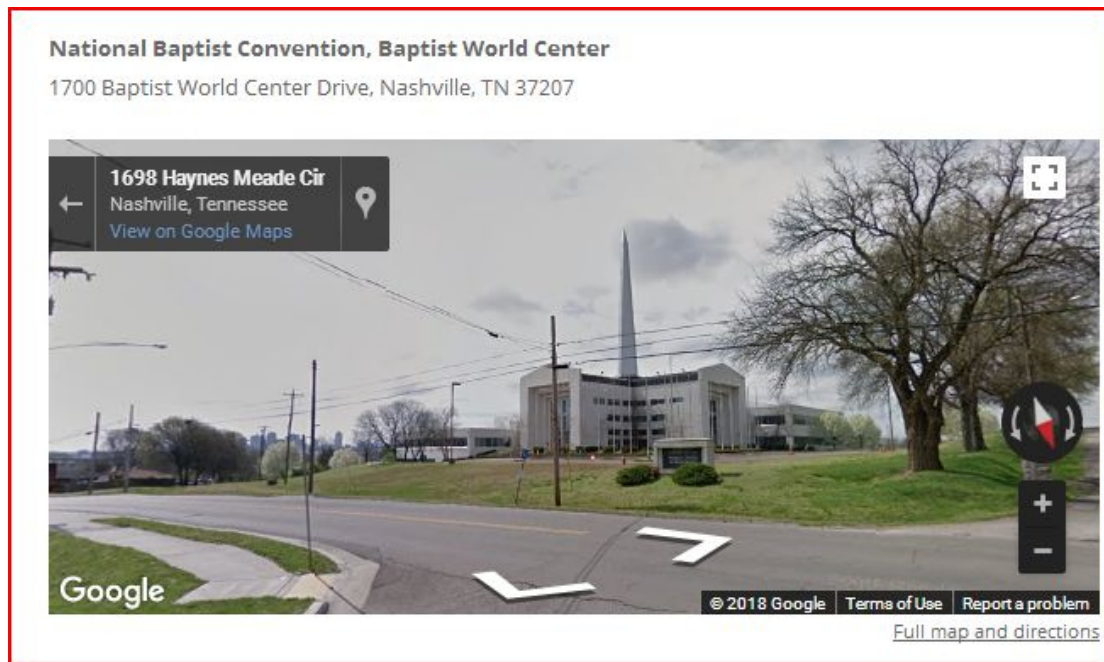 National Baptist Convention, Baptist World Center
1700 Baptist World Center Drive, Nashville, TN 37207
1698 Haynes Meade Cir
Nashville, Tennessee
View on Google Maps
Google
© 2018 Google
Terms of Use
Report a problem
Full map and directions